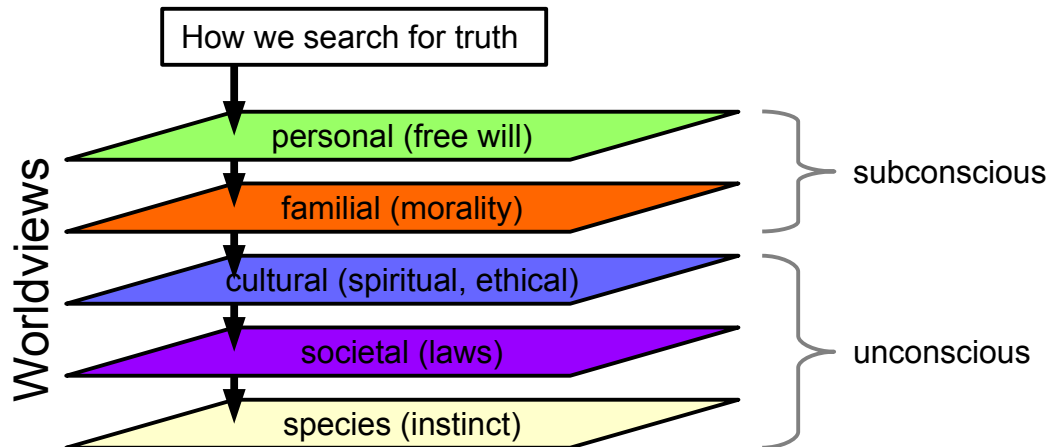 How we search for truth
personal (free will)
subconscious
familial (morality)
Worldviews
cultural (spiritual, ethical)
societal (laws)
unconscious
species (instinct)